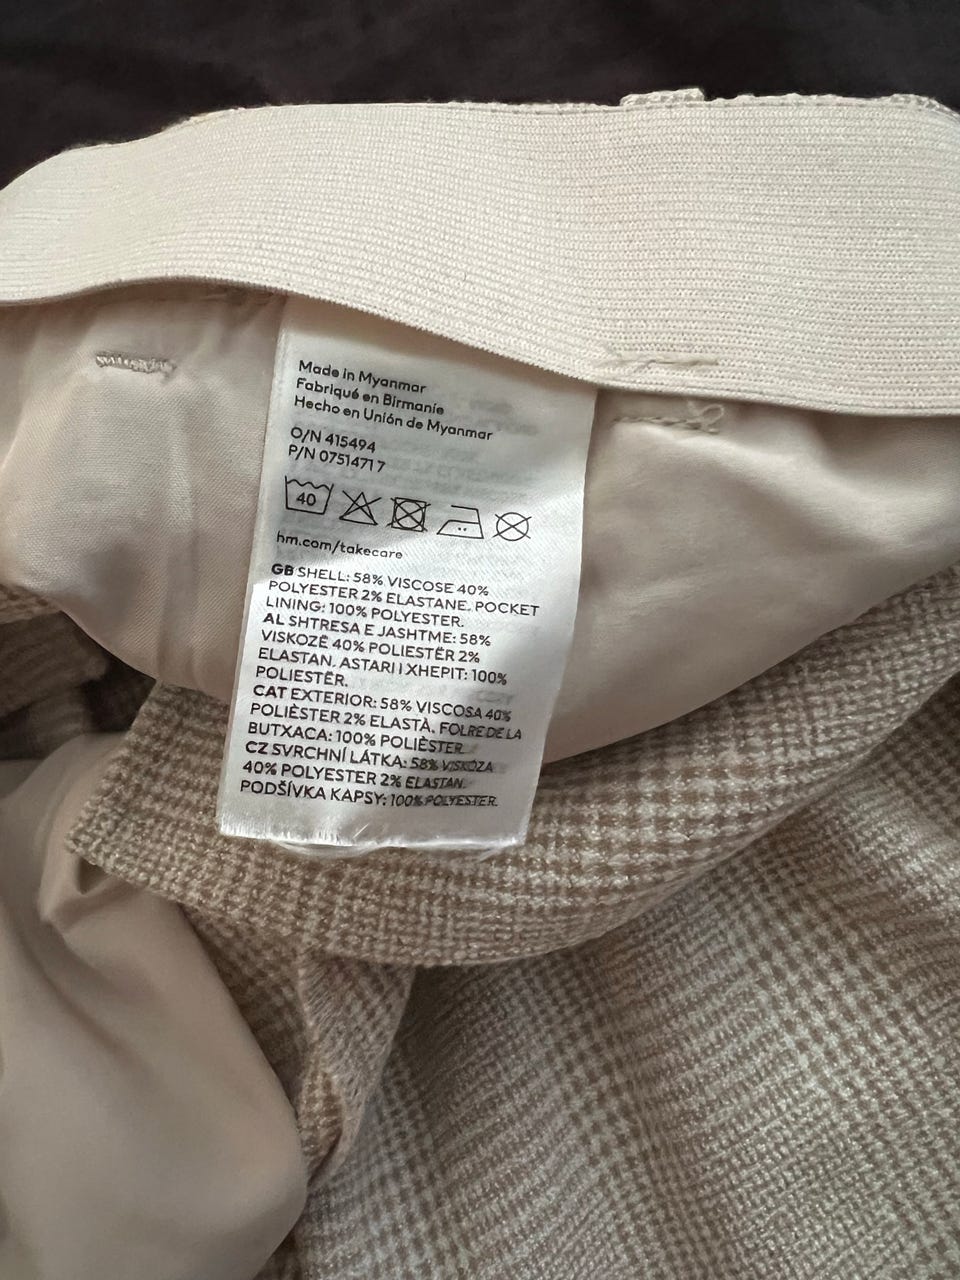 Made in Myanmar
Fabriqué en Birmanie
Hecho en Unión de Myanmar
O/N 415494
P/N 07514717
40
hm.com/takecare
GB SHELL: 58% VISCOSE 40%
POLYESTER 2% ELASTANE. POCKET
LINING: 100% POLYESTER.
AL SHTRESA E JASHTME: 58%
VISKOZË 40% POLIESTËR 2%
ELASTAN. ASTARI I XHEPIT: 100%
POLIESTËR.
CAT EXTERIOR: 58% VISCOSA 40%
POLIÈSTER 2% ELASTÀ. FOLRE DE LA
BUTXACA: 100% POLIÈSTER.
CZ SVRCHNÍ LÁTKA: 58% VISKÓZA
40% POLYESTER 2% ELASTAN.
PODŠÍVKA KAPSY: 100% POLYESTER.